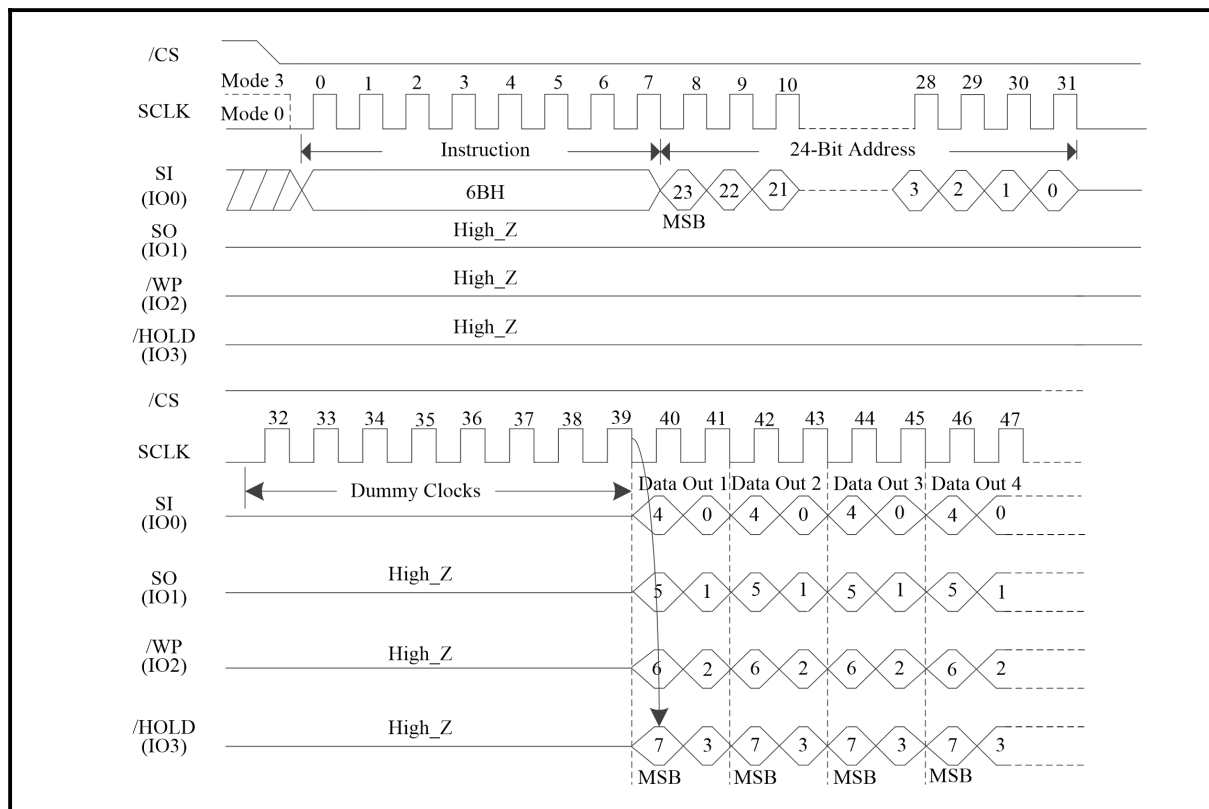 /CS
Mode 3 0 1 2 3 4 5 6 7 8 9 10 28 29 30 31
SCLK Mode 0
Instruction 24-Bit Address
SI
(IO0) 6BH 23 22 21 3 2 1 0
MSB
SO
(IO1) High_Z
/WP
(IO2) High_Z
/HOLD
(IO3) High_Z
/CS
32 33 34 35 36 37 38 39 40 41 42 43 44 45 46 47
SCLK
Dummy Clocks Data Out 1 Data Out 2 Data Out 3 Data Out 4
SI
(IO0) 4 0 4 0 4 0 4 0
SO
(IO1) High_Z 5 1 5 1 5 1 5 1
/WP
(IO2) High_Z 6 2 6 2 6 2 6 2
/HOLD
(IO3) High_Z 7 3 7 3 7 3 7 3
MSB MSB MSB MSB